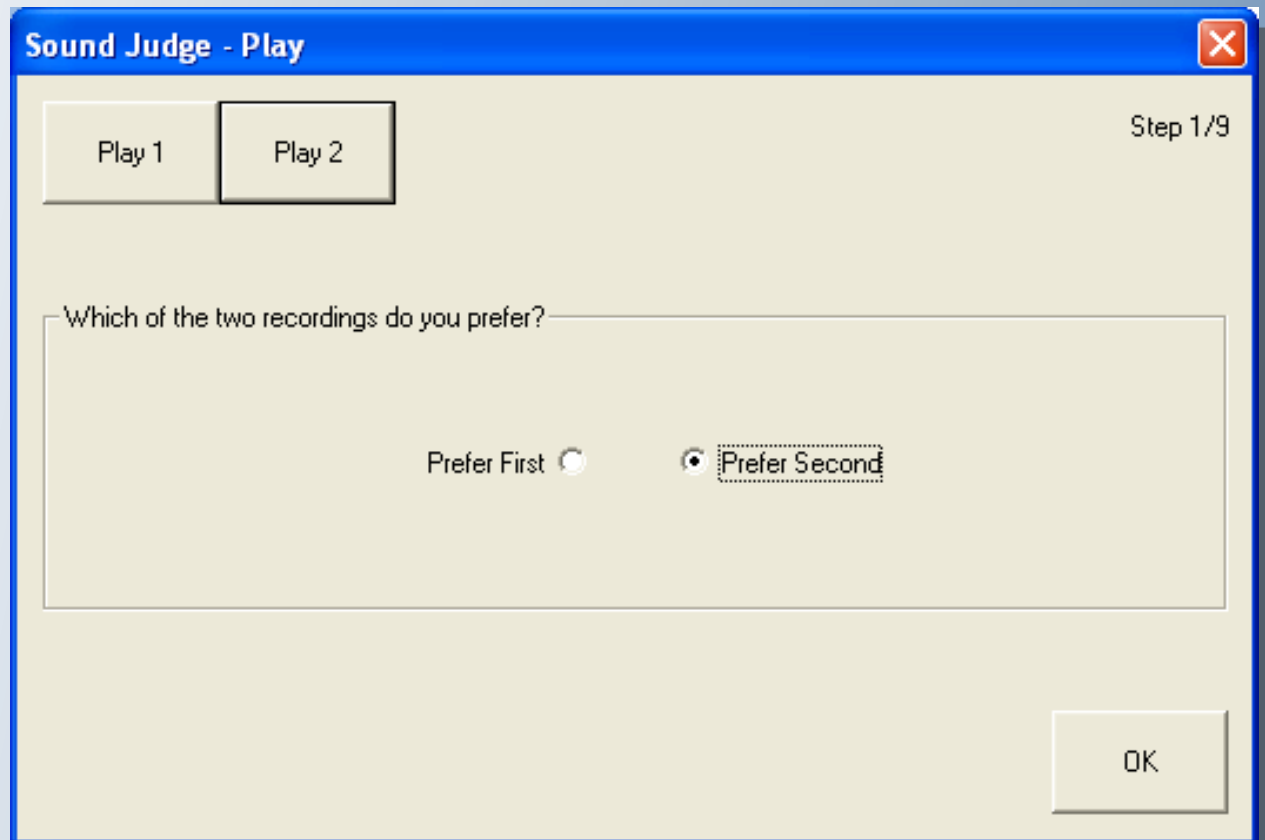 Sound Judge - Play
Play 1 Play 2 Step 1/9
Which of the two recordings do you prefer?
Prefer First Prefer Second
OK